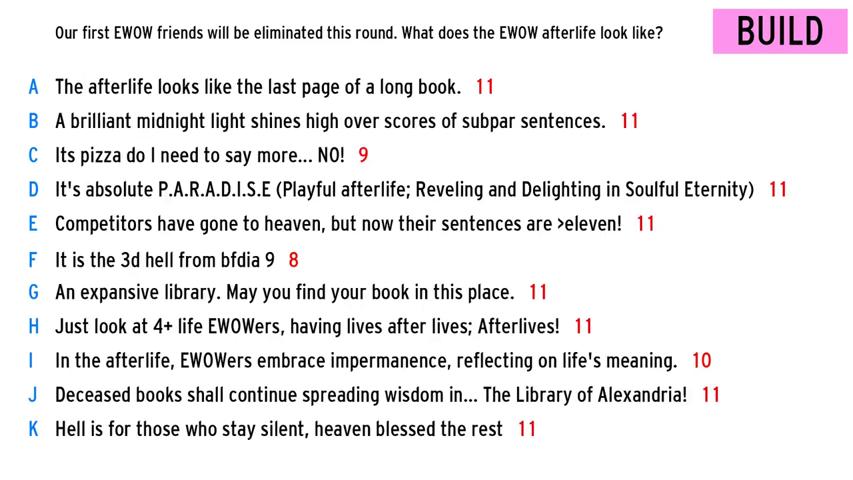 Our first EWOW friends will be eliminated this round. What does the EWOW afterlife look like?
BUILD
A The afterlife looks like the last page of a long book. 11
B A brilliant midnight light shines high over scores of subpar sentences. 11
C Its pizza do I need to say more... NO! 9
D It's absolute P.A.R.A.D.I.S.E (Playful afterlife; Reveling and Delighting in Soulful Eternity) 11
E Competitors have gone to heaven, but now their sentences are >eleven! 11
F It is the 3d hell from bfdia 9 8
G An expansive library. May you find your book in this place. 11
H Just look at 4+ life EWOWers, having lives after lives; Afterlives! 11
I In the afterlife, EWOWers embrace impermanence, reflecting on life's meaning. 10
J Deceased books shall continue spreading wisdom in... The Library of Alexandria! 11
K Hell is for those who stay silent, heaven blessed the rest 11